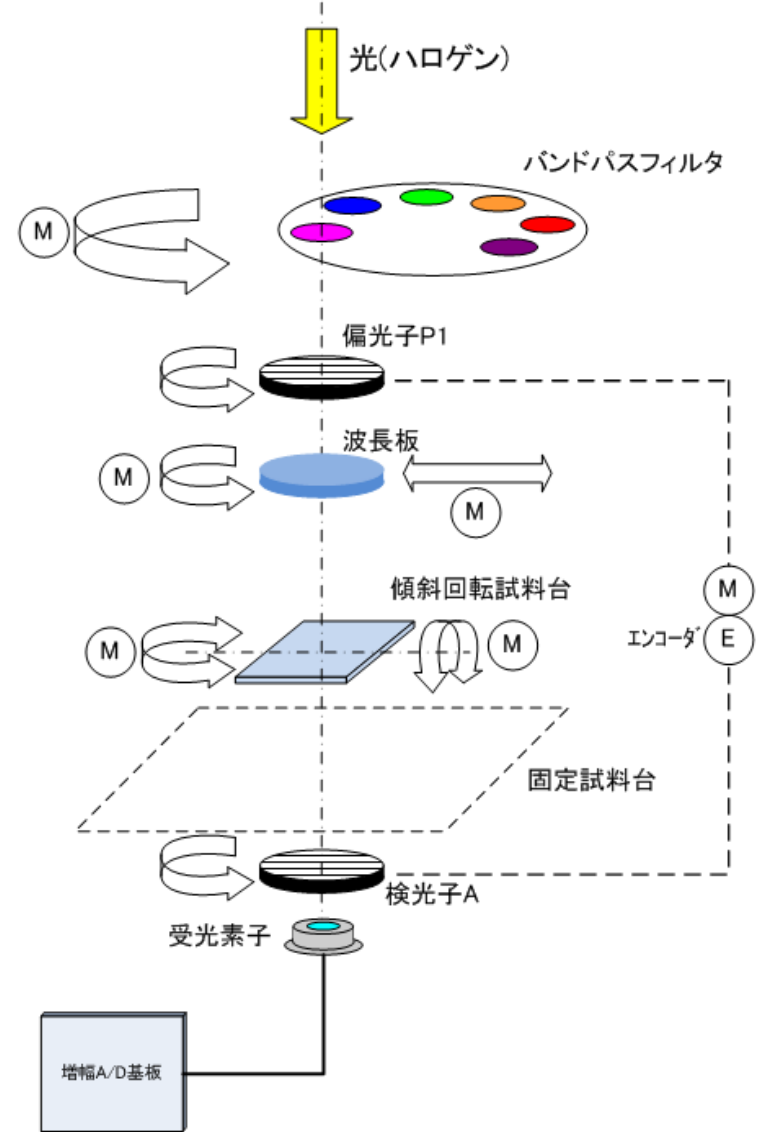 光(ハロゲン)
バンドパスフィルタ
M
偏光子P1
波長板
M
M
傾斜回転試料台
M
M
M
エンコーダ E
固定試料台
検光子A
受光素子
増幅A/D基板